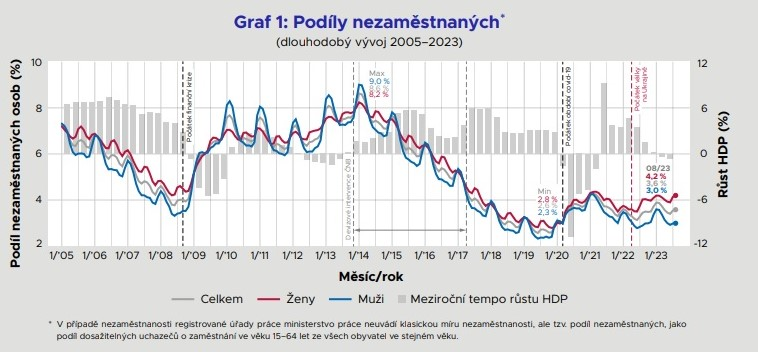 Graf 1: Podíly nezaměstnaných*
(dlouhodobý vývoj 2005–2023)
Podíl nezaměstnaných osob (%)
10
8
6
4
2
Růst HDP (%)
12
6
0
-6
-12
Počátek finanční krize
Devizové intervence ČNB
Počátek období covid-19
Počátek války
na Ukrajině
Max
9,0 %
8,6 %
8,2 %
Min
2,8 %
2,6 %
2,3 %
08/23
4,2 %
3,6 %
3,0 %
1/'05 1/'06 1/'07 1/'08 1/'09 1/'10 1/'11 1/'12 1/'13 1/'14 1/'15 1/'16 1/'17 1/'18 1/'19 1/'20 1/'21 1/'22 1/'23
Měsíc/rok
Celkem Ženy Muži Meziroční tempo růstu HDP
* V případě nezaměstnanosti registrované úřady práce ministerstvo práce neuvádí klasickou míru nezaměstnanosti, ale tzv. podíl nezaměstnaných, jako
podíl dosažitelných uchazečů o zaměstnání ve věku 15–64 let ze všech obyvatel ve stejném věku.